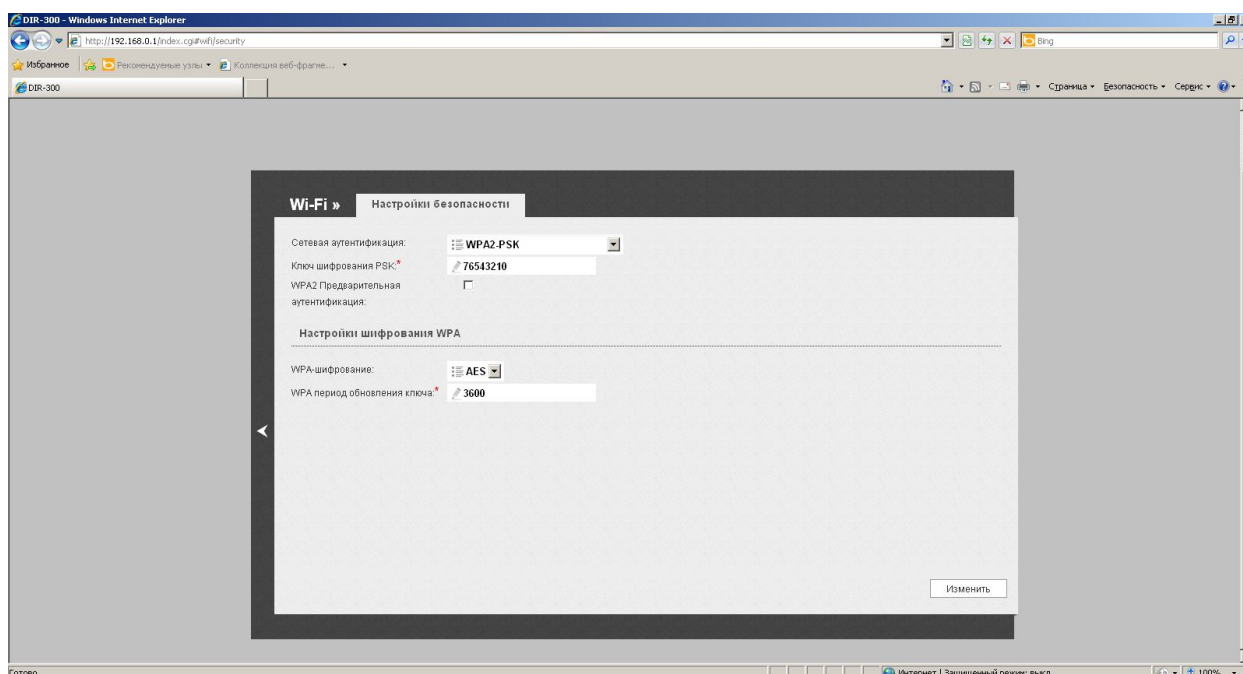 DIR-300 - Windows Internet Explorer
http://192.168.0.1/index.cgi#wifi/security
Bing
Избранное Рекомендуемые узлы Коллекция веб-фрагме...
DIR-300
Страница Безопасность Сервис
Wi-Fi » Настройки безопасности
Сетевая аутентификация: WPA2-PSK
Ключ шифрования PSK:* 76543210
WPA2 Предварительная
аутентификация:
Настройки шифрования WPA
WPA-шифрование: AES
WPA период обновления ключа:* 3600
Изменить
Готово Интернет | Защищенный режим: выкл. 100%